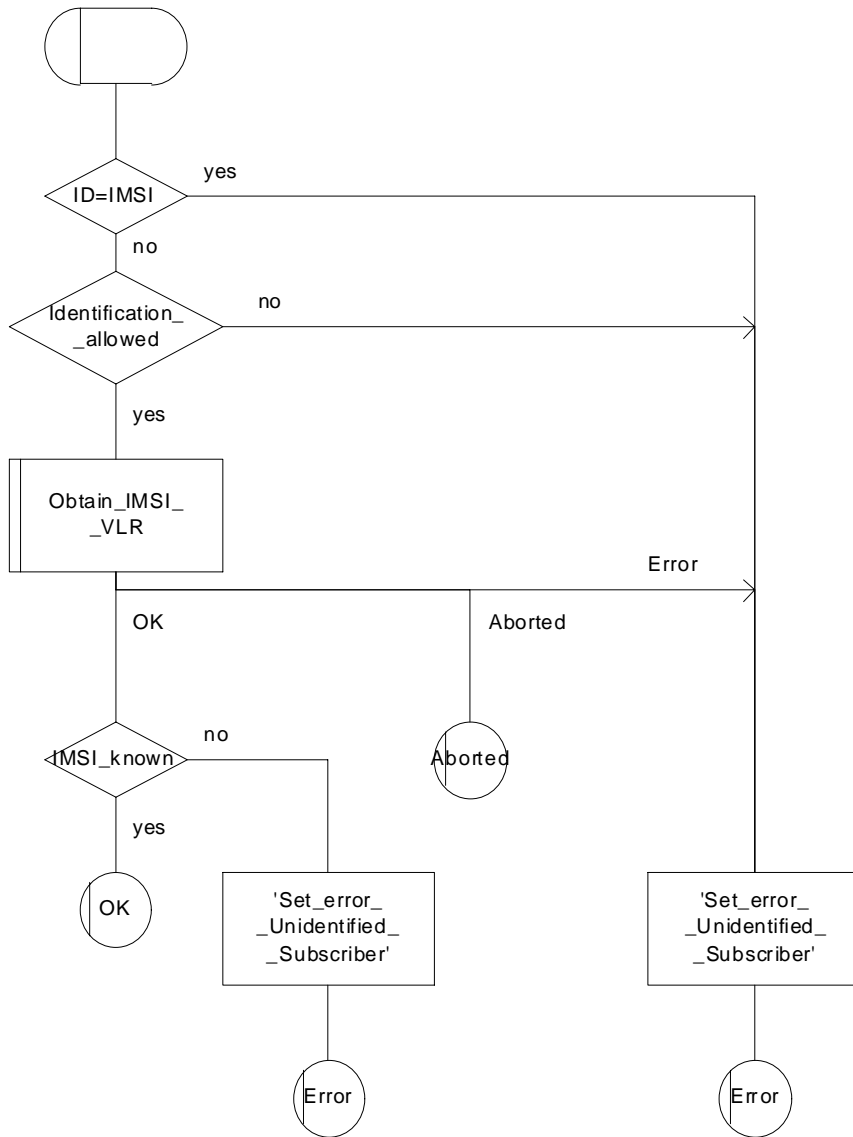 yes
ID=IMSI
no
Identification_
_allowed
no
yes
Obtain_IMSI_
_VLR
Error
OK
Aborted
IMSI_known
no
Aborted
yes
OK
'Set_error_
_Unidentified_
_Subscriber'
'Set_error_
_Unidentified_
_Subscriber'
Error
Error